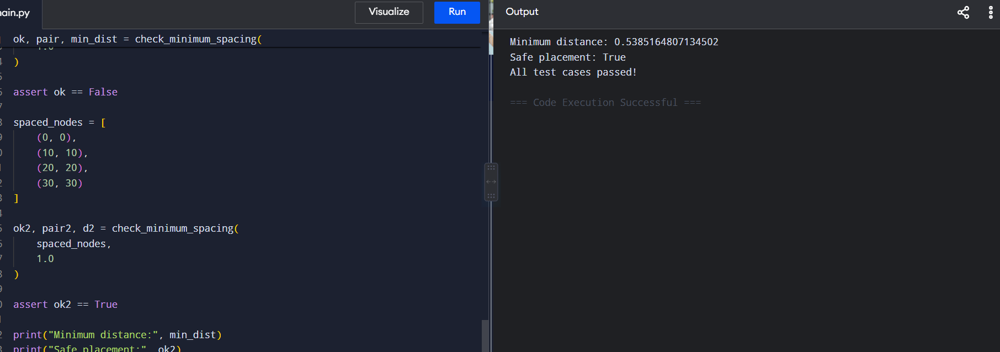 ain.py
Visualize
Run
Output
ok, pair, min_dist = check_minimum_spacing(
1.0
)
assert ok == False
spaced_nodes = [
(0, 0),
(10, 10),
(20, 20),
(30, 30)
]
ok2, pair2, d2 = check_minimum_spacing(
spaced_nodes,
1.0
)
assert ok2 == True
print("Minimum distance:", min_dist)
print("Safe placement:", ok2)
Minimum distance: 0.5385164807134502
Safe placement: True
All test cases passed!
=== Code Execution Successful ===